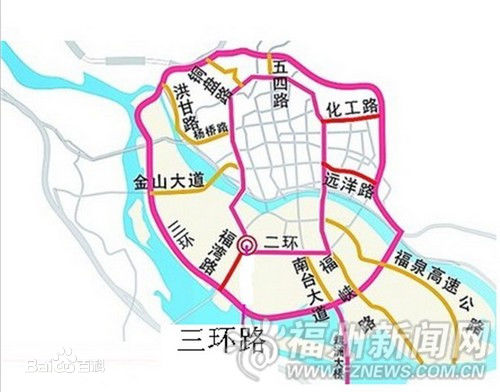 五四路
铜盘路
洪甘路
杨桥路
化工路
金山大道
远洋路
三环
福湾路
二环
南台大道
福峡路
福泉高速公路
三环路
Bai百科
福州新闻网
FZNEWS.COM.CN